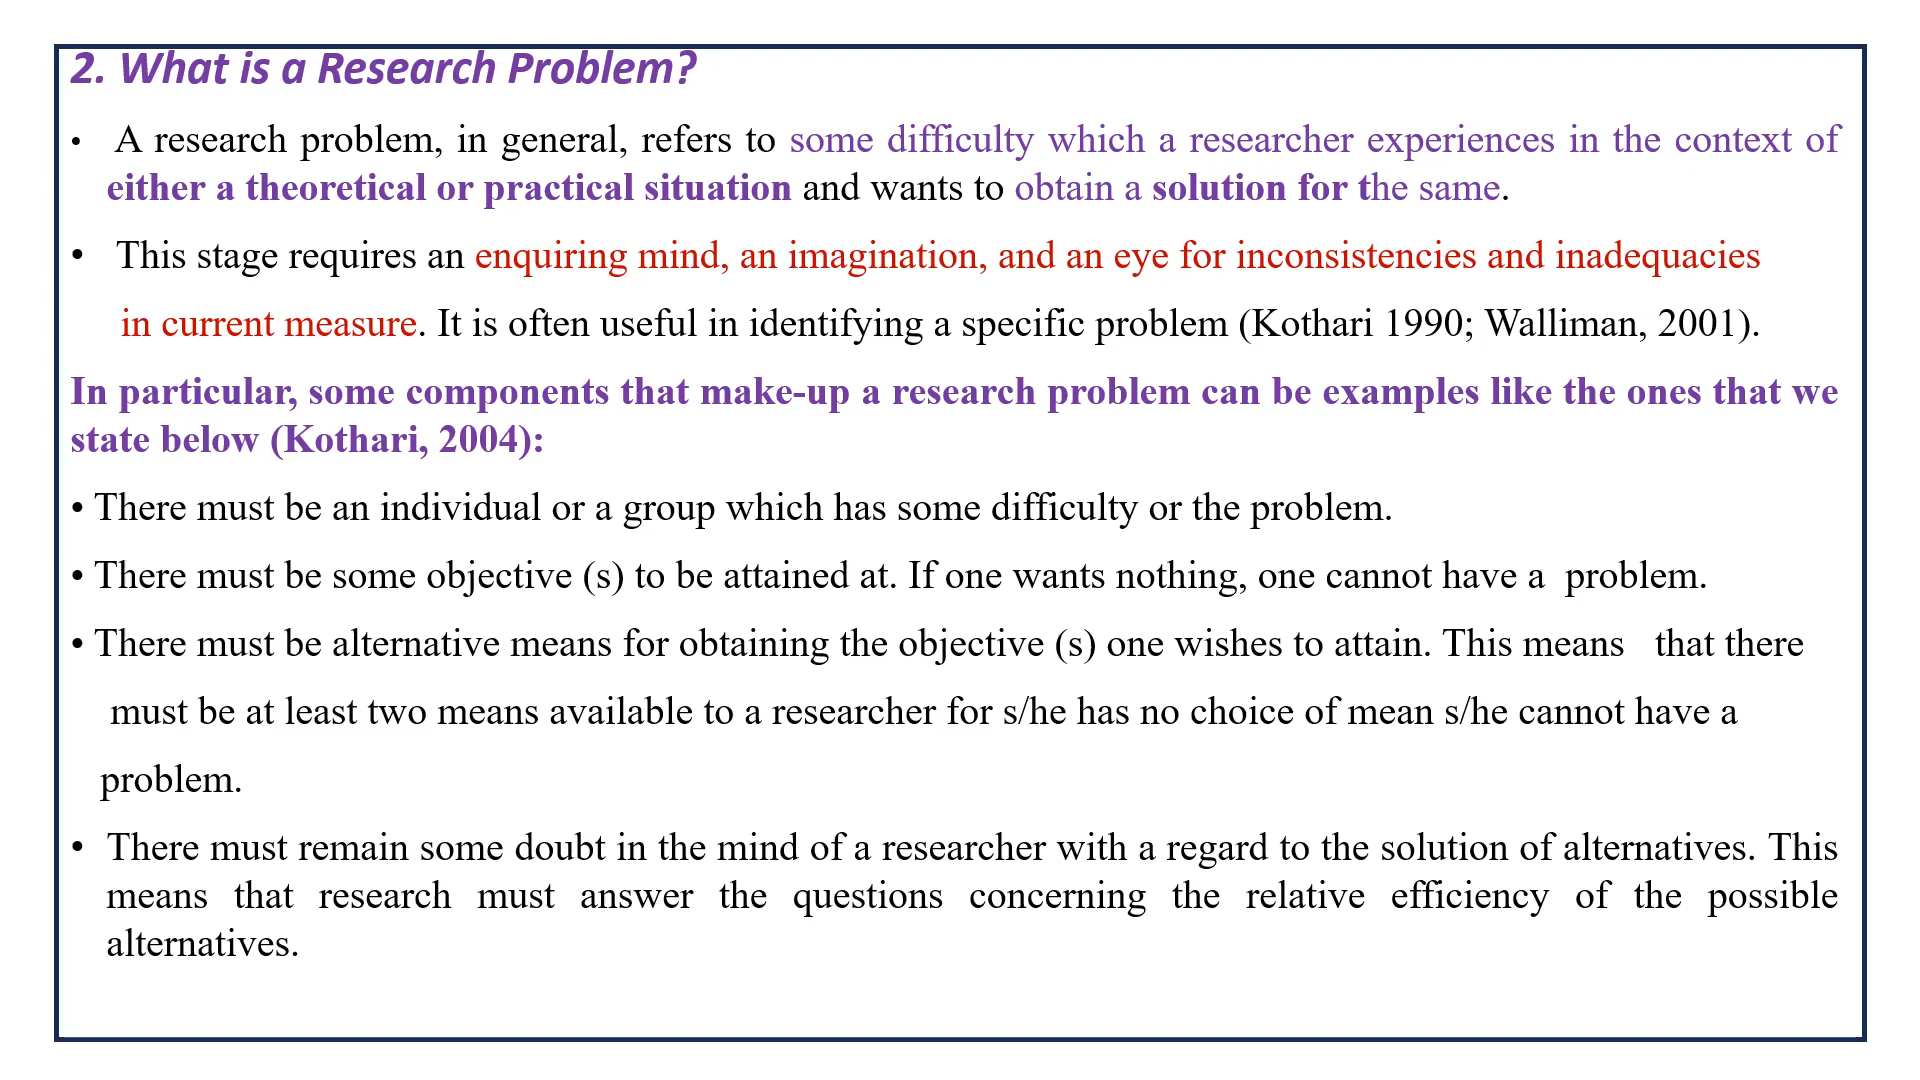 2. What is a Research Problem?
• A research problem, in general, refers to some difficulty which a researcher experiences in the context of
either a theoretical or practical situation and wants to obtain a solution for the same.
• This stage requires an enquiring mind, an imagination, and an eye for inconsistencies and inadequacies
in current measure. It is often useful in identifying a specific problem (Kothari 1990; Walliman, 2001).
In particular, some components that make-up a research problem can be examples like the ones that we
state below (Kothari, 2004):
• There must be an individual or a group which has some difficulty or the problem.
• There must be some objective (s) to be attained at. If one wants nothing, one cannot have a problem.
• There must be alternative means for obtaining the objective (s) one wishes to attain. This means that there
must be at least two means available to a researcher for s/he has no choice of mean s/he cannot have a
problem.
• There must remain some doubt in the mind of a researcher with a regard to the solution of alternatives. This
means that research must answer the questions concerning the relative efficiency of the possible
alternatives.